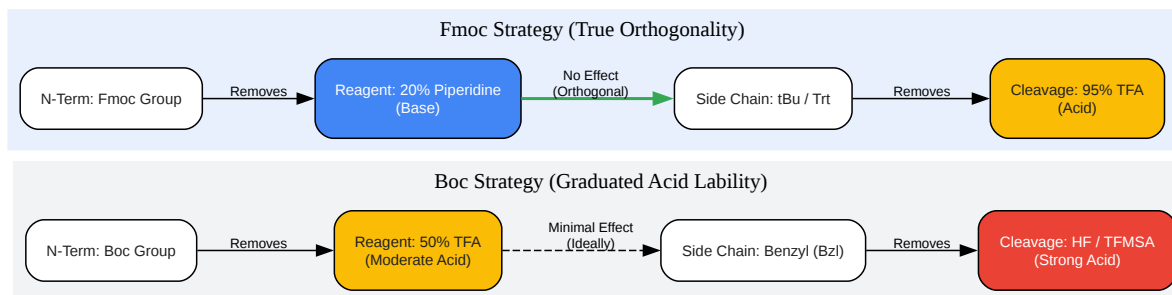 Fmoc Strategy (True Orthogonality)
N-Term: Fmoc Group
Removes
Reagent: 20% Piperidine
(Base)
No Effect
(Orthogonal)
Side Chain: tBu / Trt
Removes
Cleavage: 95% TFA
(Acid)
Boc Strategy (Graduated Acid Lability)
N-Term: Boc Group
Removes
Reagent: 50% TFA
(Moderate Acid)
Minimal Effect
(Ideally)
Side Chain: Benzyl (Bzl)
Removes
Cleavage: HF / TFMSA
(Strong Acid)